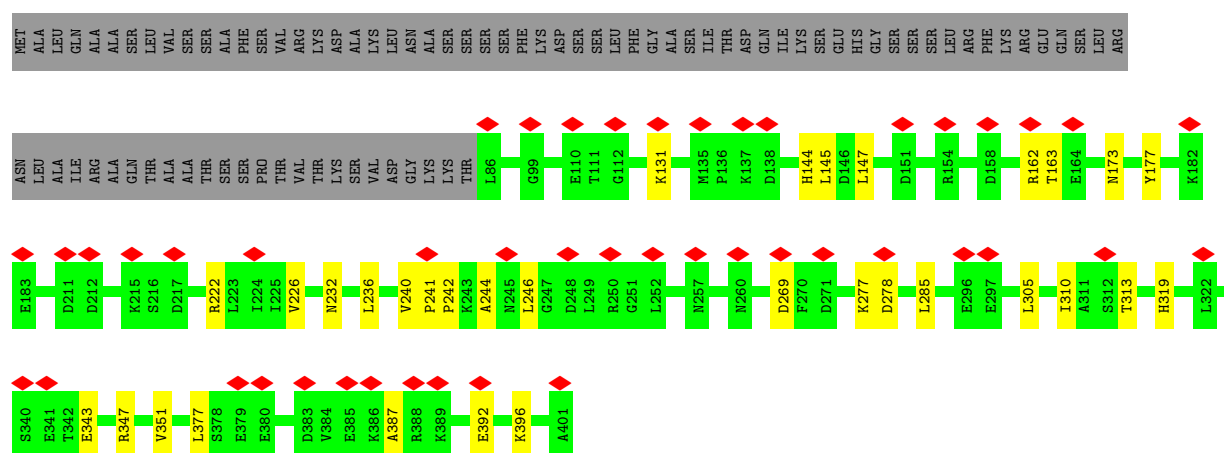 MET ALA LEU GLN ALA ALA SER LEU VAL SER SER ALA PHE SER VAL ARG LYS ASP ALA LYS LEU ASN ALA SER SER SER SER PHE LYS ASP SER SER LEU PHE GLY ALA SER ILE THR ASP GLN ILE LYS SER GLU HIS GLY SER SER SER LEU ARG PHE LYS ARG GLU GLN SER LEU ARG
ASN LEU ALA ILE ARG ALA GLN THR ALA ALA THR SER SER PRO THR VAL THR LYS SER VAL ASP GLY LYS LYS THR L86 G99 E110 T111 G112 K131 M135 P136 K137 D138 H144 L145 D146 L147 D151 R154 D158 R162 T163 E164 N173 Y177 K182
E183 D211 D212 K215 S216 D217 R222 L223 I224 I225 V226 N232 L236 V240 P241 P242 K243 A244 N245 L246 G247 D248 L249 R250 G251 L252 N257 N260 D269 F270 D271 K277 D278 L285 E296 E297 L305 I310 A311 S312 T313 H319 L322
S340 E341 T342 E343 R347 V351 L377 S378 E379 E380 D383 V384 E385 K386 A387 R388 K389 E392 K396 A401